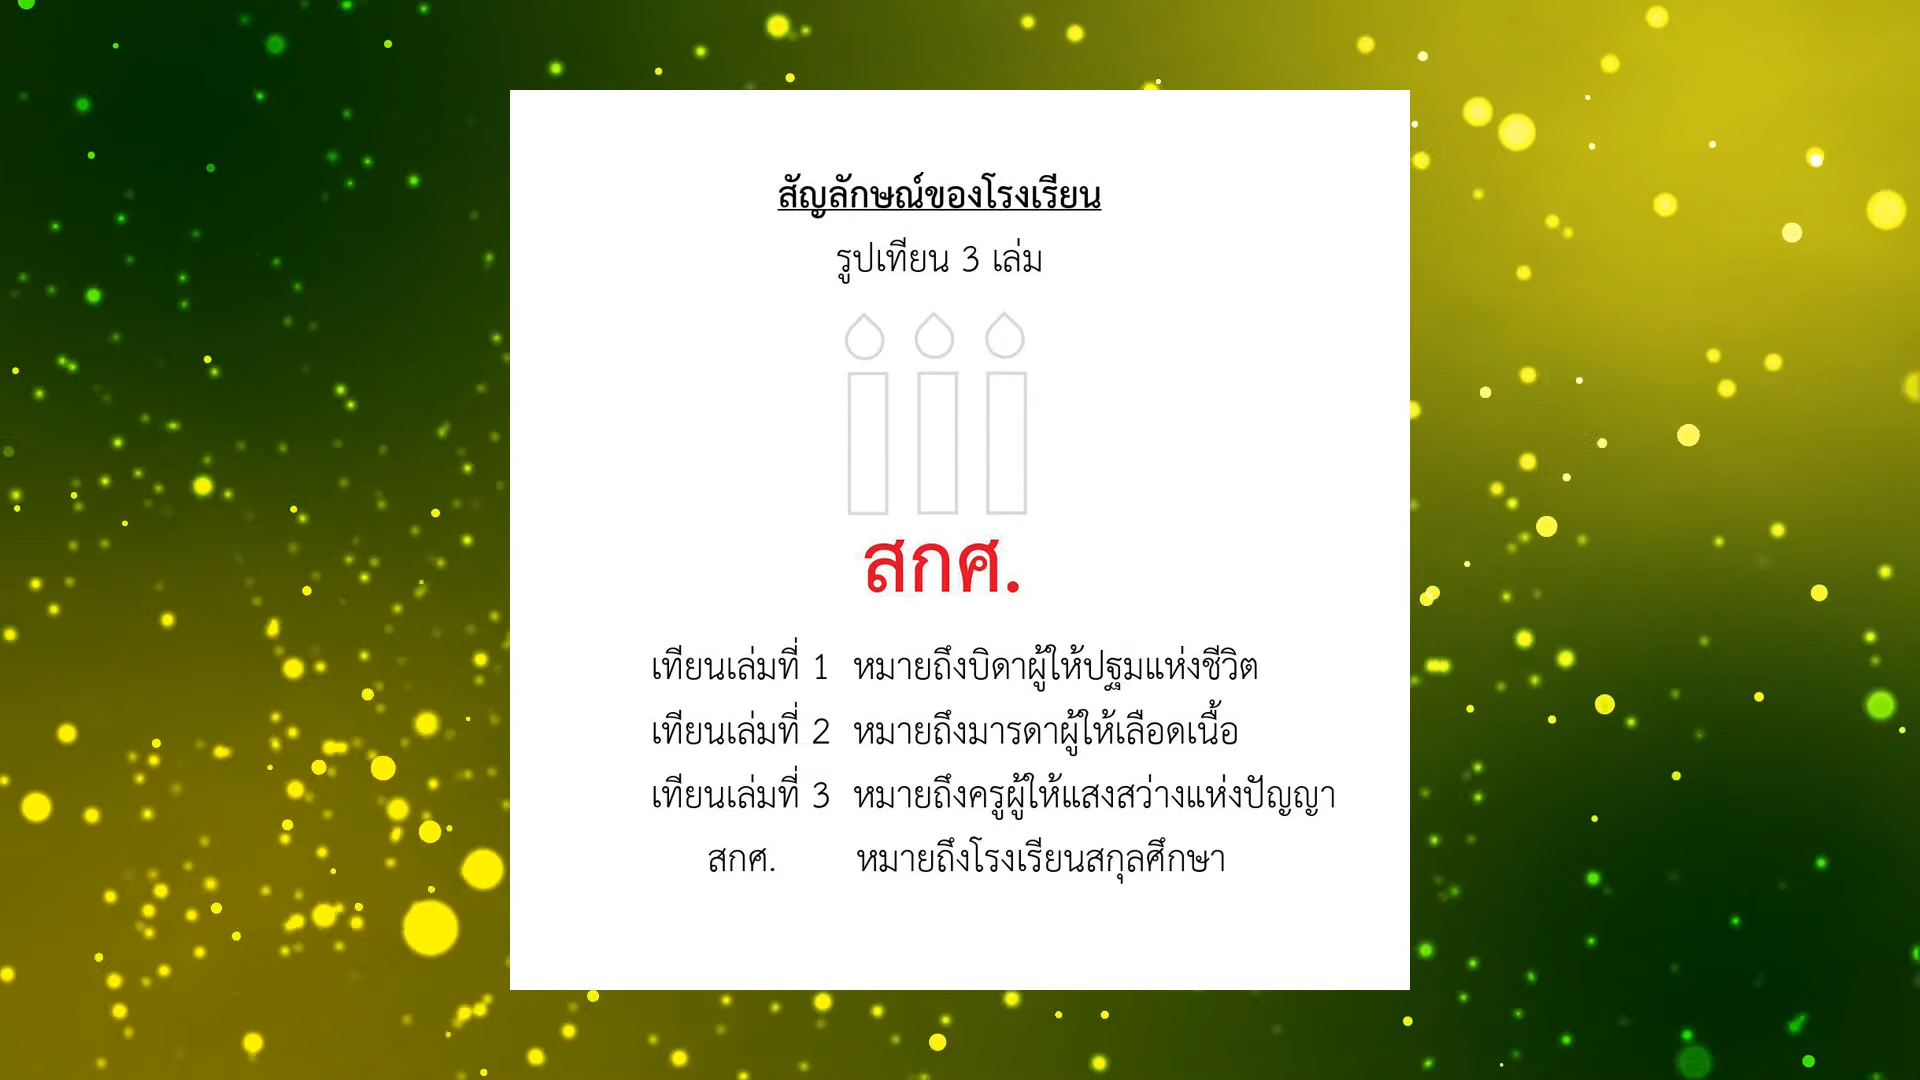 สัญลักษณ์ของโรงเรียน
รูปเทียน 3 เล่ม
สกศ.
เทียนเล่มที่ 1 หมายถึงบิดาผู้ให้ปฐมแห่งชีวิต
เทียนเล่มที่ 2 หมายถึงมารดาผู้ให้เลือดเนื้อ
เทียนเล่มที่ 3 หมายถึงครูผู้ให้แสงสว่างแห่งปัญญา
สกศ. หมายถึงโรงเรียนสกุลศึกษา